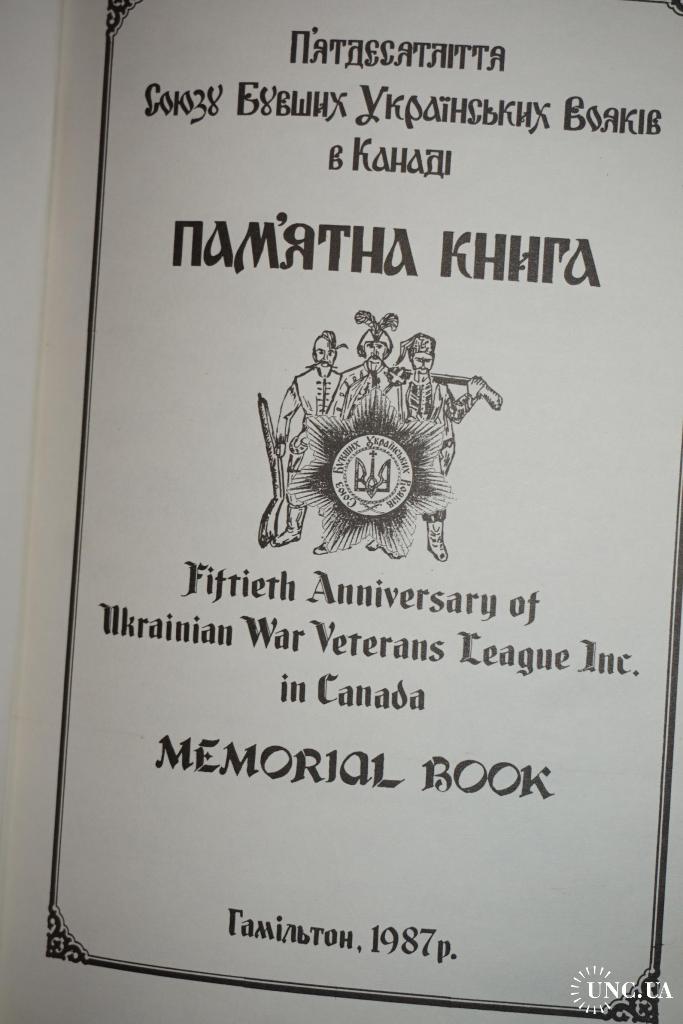 П'ятдесятліття
Союзу Бувших Українських Вояків
в Канаді
ПАМ'ЯТНА КНИГА
Союз Бувших Українських Вояків
Fiftieth Anniversary of
Ukrainian War Veterans League Inc.
in Canada
MEMORIAL BOOK
Гамільтон, 1987р.
UNC.UA